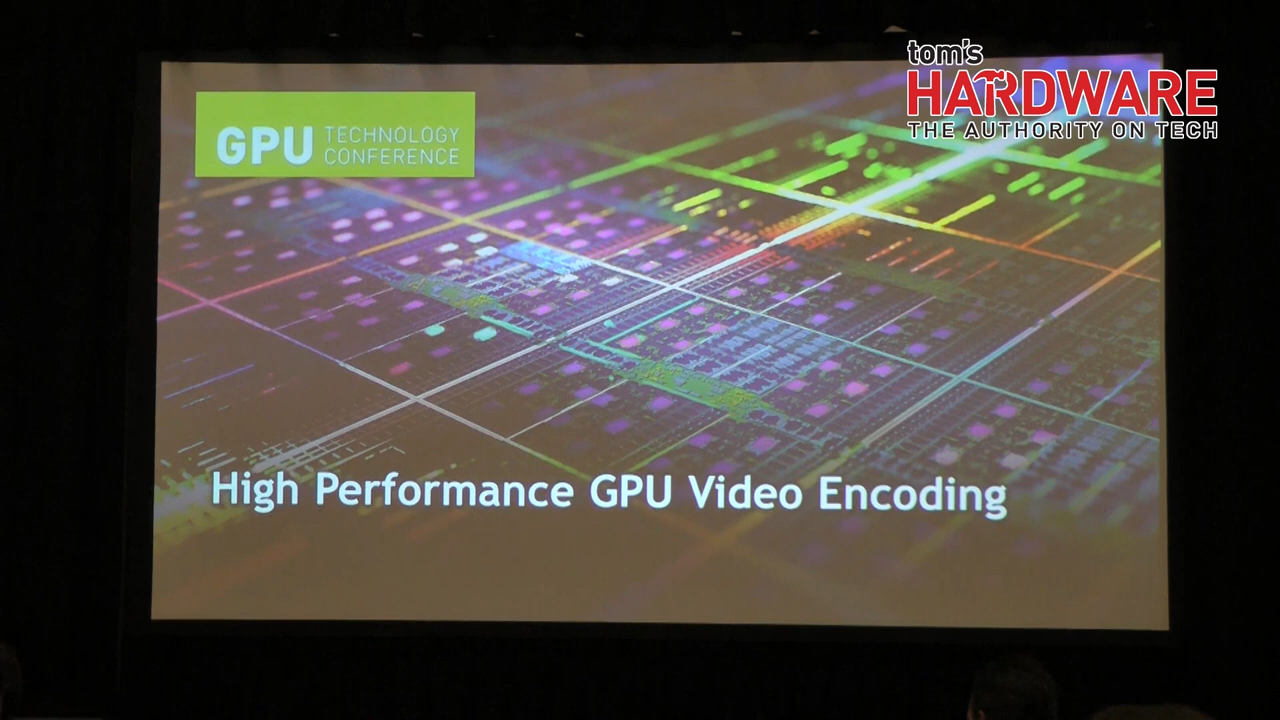 tom's
HARDWARE
THE AUTHORITY ON TECH
GPU TECHNOLOGY
CONFERENCE
High Performance GPU Video Encoding